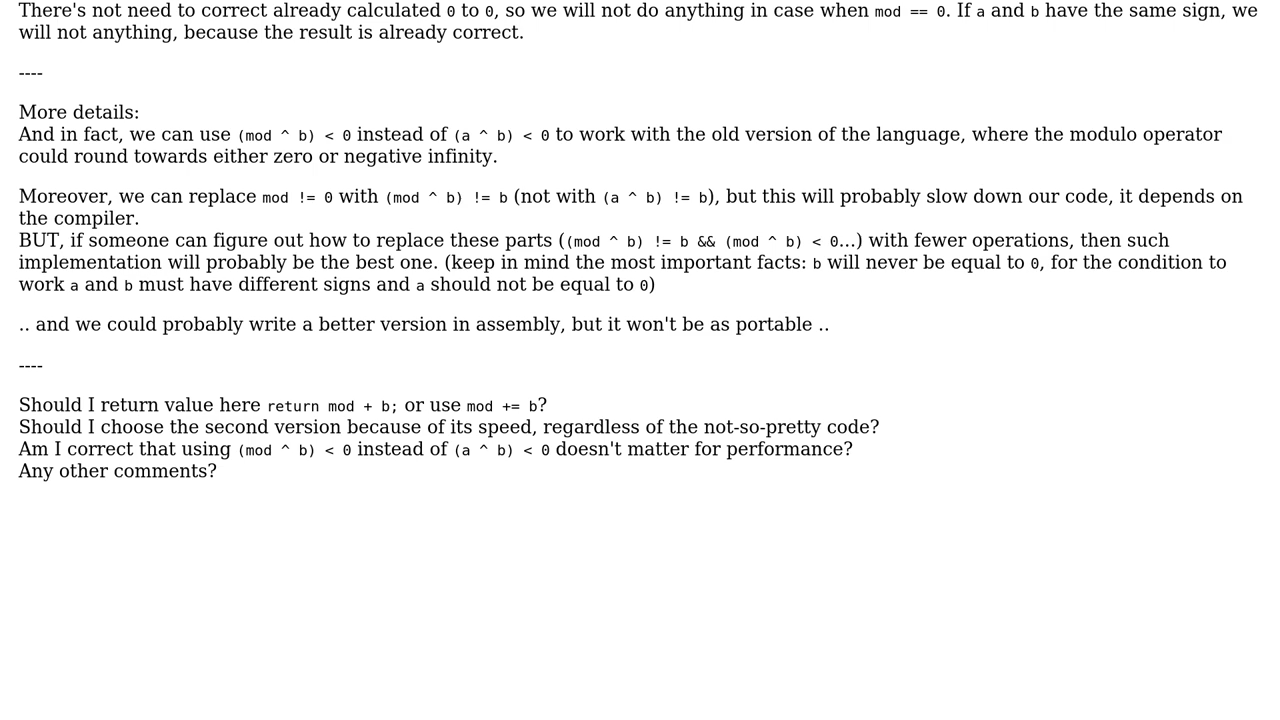 There's not need to correct already calculated 0 to 0, so we will not do anything in case when mod == 0. If a and b have the same sign, we
will not anything, because the result is already correct.
----
More details:
And in fact, we can use (mod ^ b) < 0 instead of (a ^ b) < 0 to work with the old version of the language, where the modulo operator
could round towards either zero or negative infinity.
Moreover, we can replace mod != 0 with (mod ^ b) != b (not with (a ^ b) != b), but this will probably slow down our code, it depends on
the compiler.
BUT, if someone can figure out how to replace these parts ((mod ^ b) != b && (mod ^ b) < 0...) with fewer operations, then such
implementation will probably be the best one. (keep in mind the most important facts: b will never be equal to 0, for the condition to
work a and b must have different signs and a should not be equal to 0)
.. and we could probably write a better version in assembly, but it won't be as portable ..
----
Should I return value here return mod + b; or use mod += b?
Should I choose the second version because of its speed, regardless of the not-so-pretty code?
Am I correct that using (mod ^ b) < 0 instead of (a ^ b) < 0 doesn't matter for performance?
Any other comments?